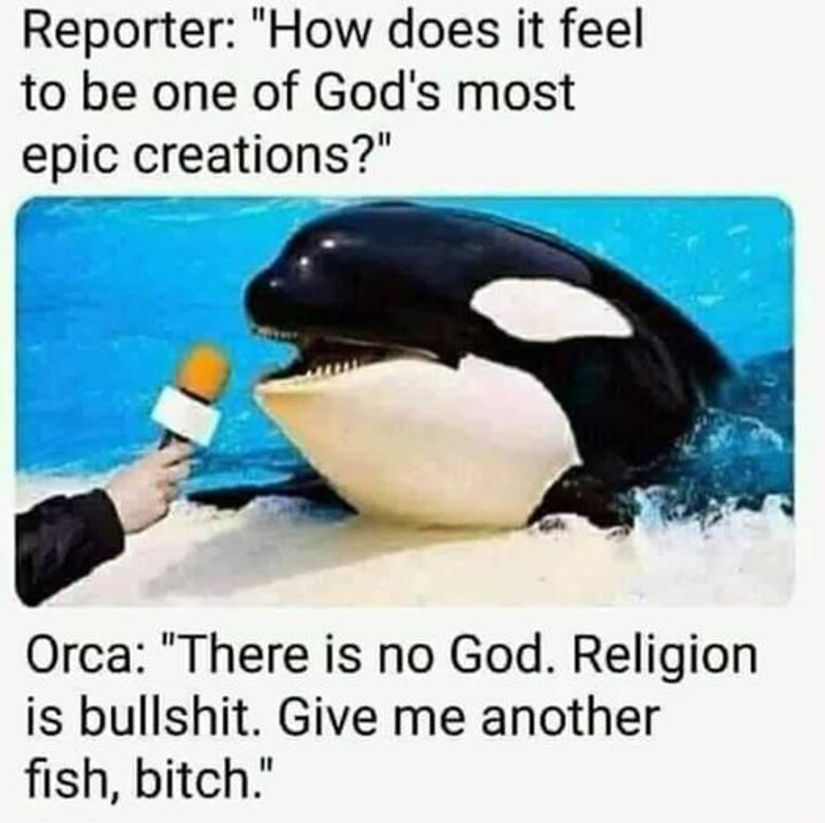 Reporter: "How does it feel
to be one of God's most
epic creations?"
Orca: "There is no God. Religion
is bullshit. Give me another
fish, bitch."